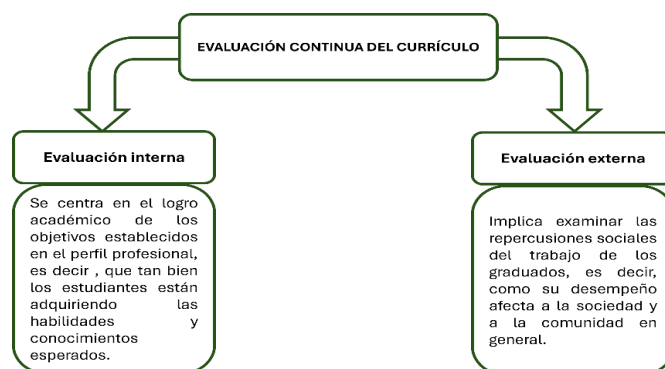 EVALUACIÓN CONTINUA DEL CURRÍCULO
Evaluación interna
Se centra en el logro
académico de los
objetivos establecidos
en el perfil profesional,
es decir , que tan bien
los estudiantes están
adquiriendo las
habilidades y
conocimientos
esperados.
Evaluación externa
Implica examinar las
repercusiones sociales
del trabajo de los
graduados, es decir,
como su desempeño
afecta a la sociedad y
a la comunidad en
general.